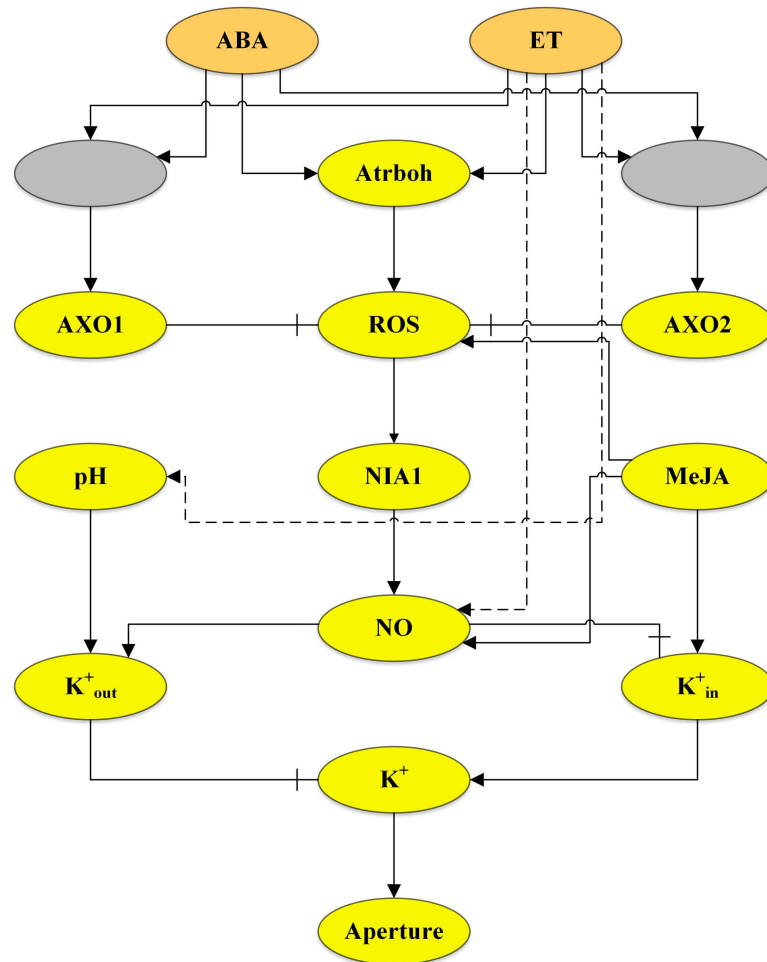 ABA
ET
Atrboh
AXO1
ROS
AXO2
pH
NIA1
MeJA
NO
K⁺out
K⁺in
K⁺
Aperture